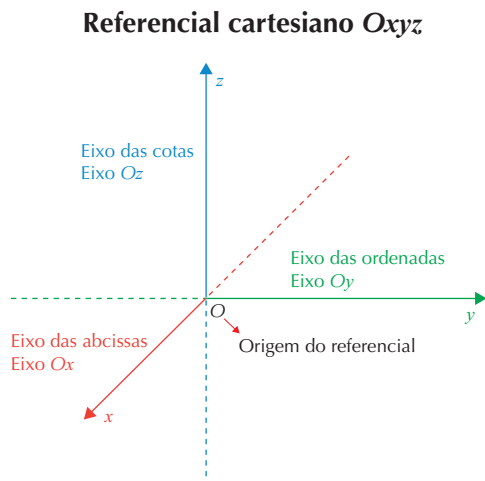 Referencial cartesiano Oxyz
z
Eixo das cotas
Eixo Oz
Eixo das ordenadas
Eixo Oy
O
y
Origem do referencial
Eixo das abcissas
Eixo Ox
x